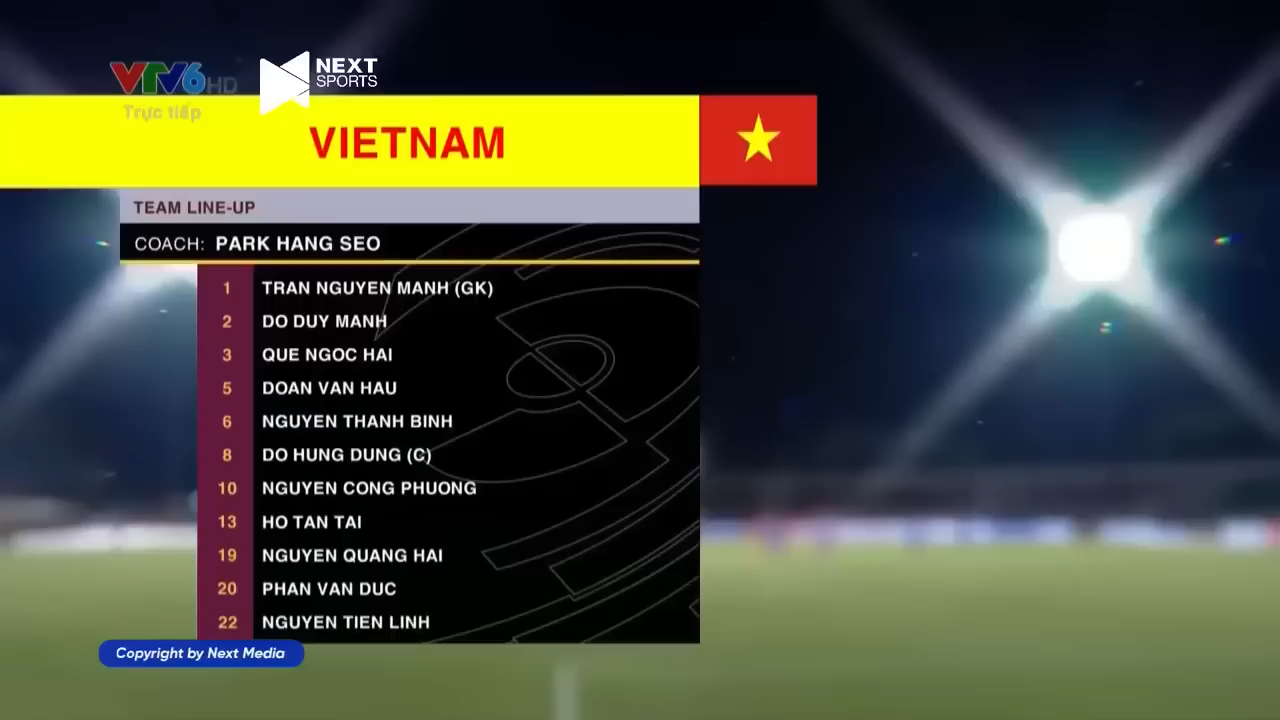 VTV6HD
Trực tiếp
NEXT
SPORTS
VIETNAM
TEAM LINE-UP
COACH: PARK HANG SEO
1 TRAN NGUYEN MANH (GK)
2 DO DUY MANH
3 QUE NGOC HAI
5 DOAN VAN HAU
6 NGUYEN THANH BINH
8 DO HUNG DUNG (C)
10 NGUYEN CONG PHUONG
13 HO TAN TAI
19 NGUYEN QUANG HAI
20 PHAN VAN DUC
22 NGUYEN TIEN LINH
Copyright by Next Media